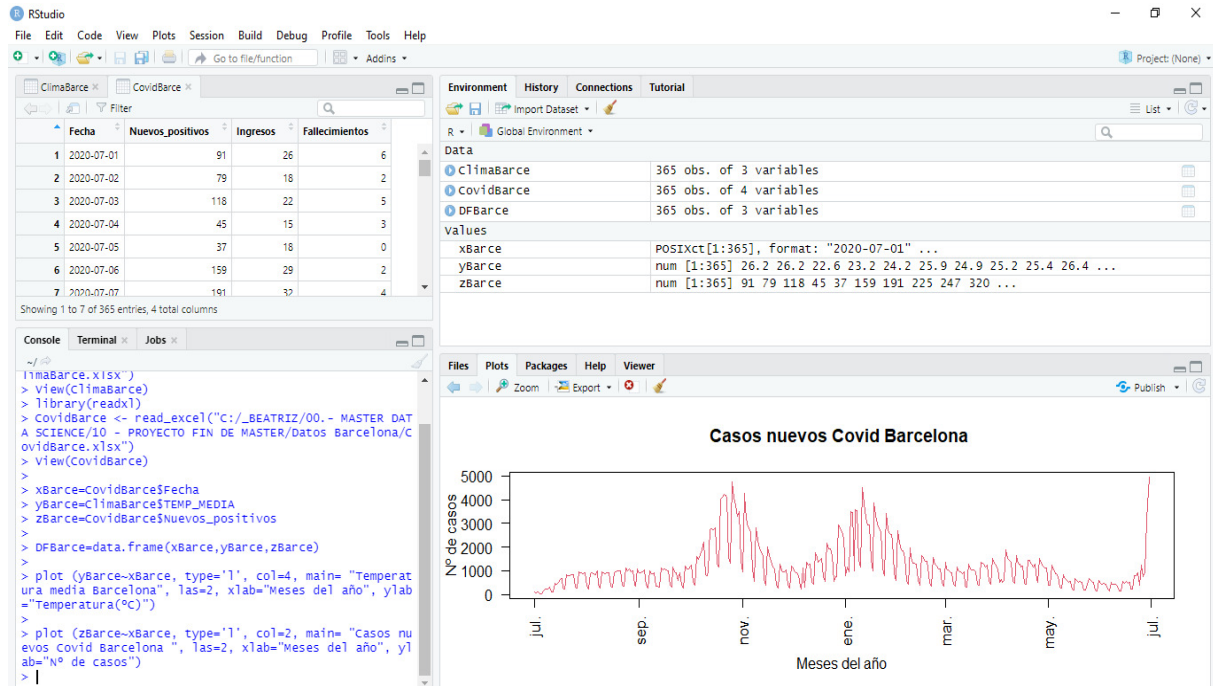 RStudio
File Edit Code View Plots Session Build Debug Profile Tools Help
Go to file/function
Addins
Project: (None)
ClimaBarce
CovidBarce
Filter
Fecha Nuevos_positivos Ingresos Fallecimientos
1 2020-07-01 91 26 6
2 2020-07-02 79 18 2
3 2020-07-03 118 22 5
4 2020-07-04 45 15 3
5 2020-07-05 37 18 0
6 2020-07-06 159 29 2
7 2020-07-07 191 32 4
Showing 1 to 7 of 365 entries, 4 total columns
Console Terminal Jobs
~/
limaBarce.xlsx")
> View(ClimaBarce)
> library(readxl)
> CovidBarce <- read_excel("C:/_BEATRIZ/00.- MASTER DAT
A SCIENCE/10 - PROYECTO FIN DE MASTER/Datos Barcelona/C
ovidBarce.xlsx")
> View(CovidBarce)
>
> xBarce=CovidBarce$Fecha
> yBarce=ClimaBarce$TEMP_MEDIA
> zBarce=CovidBarce$Nuevos_positivos
>
> DFBarce=data.frame(xBarce,yBarce,zBarce)
>
> plot (yBarce~xBarce, type='l', col=4, main= "Temperat
ura media Barcelona", las=2, xlab="Meses del año", ylab
="Temperatura(ºC)")
>
> plot (zBarce~xBarce, type='l', col=2, main= "Casos nu
evos Covid Barcelona ", las=2, xlab="Meses del año", yl
ab="Nº de casos")
>
Environment History Connections Tutorial
Import Dataset
List
R Global Environment
Data
ClimaBarce 365 obs. of 3 variables
CovidBarce 365 obs. of 4 variables
DFBarce 365 obs. of 3 variables
Values
xBarce POSIXct[1:365], format: "2020-07-01" ...
yBarce num [1:365] 26.2 26.2 22.6 23.2 24.2 25.9 24.9 25.2 25.4 26.4 ...
zBarce num [1:365] 91 79 118 45 37 159 191 225 247 320 ...
Files Plots Packages Help Viewer
Zoom Export Publish
Casos nuevos Covid Barcelona
Nº de casos
5000
4000
3000
2000
1000
0
jul. sep. nov. ene. mar. may. jul.
Meses del año